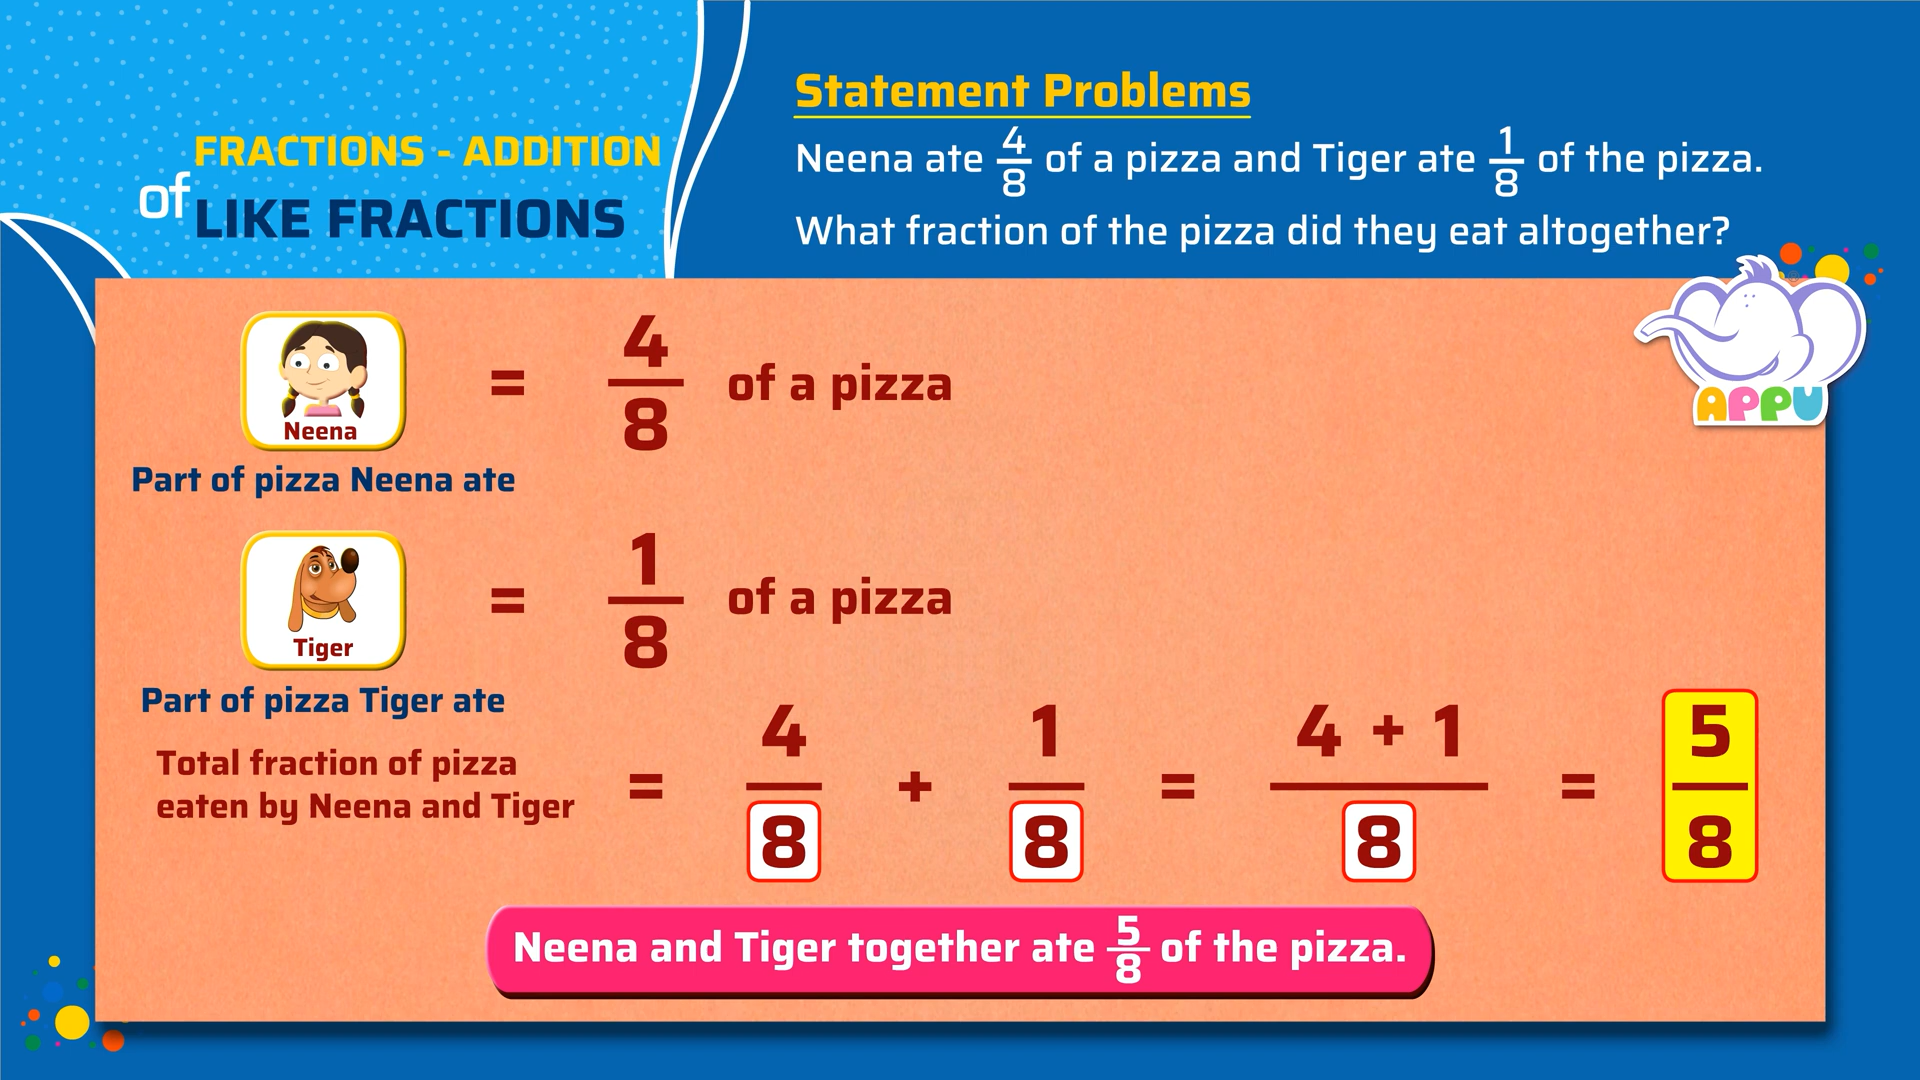 FRACTIONS - ADDITION
of LIKE FRACTIONS
Statement Problems
Neena ate 4/8 of a pizza and Tiger ate 1/8 of the pizza.
What fraction of the pizza did they eat altogether?
APPU
Neena
= 4/8 of a pizza
Part of pizza Neena ate
Tiger
= 1/8 of a pizza
Part of pizza Tiger ate
Total fraction of pizza
eaten by Neena and Tiger
= 4/8 + 1/8 = 4 + 1/8 = 5/8
Neena and Tiger together ate 5/8 of the pizza.